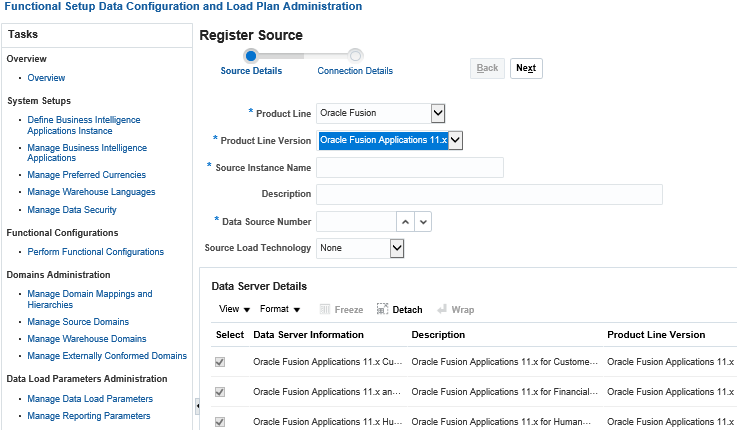 Functional Setup Data Configuration and Load Plan Administration
Tasks
Overview
Overview
System Setups
Define Business Intelligence
Applications Instance
Manage Business Intelligence
Applications
Manage Preferred Currencies
Manage Warehouse Languages
Manage Data Security
Functional Configurations
Perform Functional Configurations
Domains Administration
Manage Domain Mappings and
Hierarchies
Manage Source Domains
Manage Warehouse Domains
Manage Externally Conformed Domains
Data Load Parameters Administration
Manage Data Load Parameters
Manage Reporting Parameters
Register Source
Source Details Connection Details Back Next
* Product Line Oracle Fusion
* Product Line Version Oracle Fusion Applications 11.x
* Source Instance Name
Description
* Data Source Number
Source Load Technology None
Data Server Details
View Format Freeze Detach Wrap
Select Data Server Information Description Product Line Version
Oracle Fusion Applications 11.x Cu... Oracle Fusion Applications 11.x for Custome... Oracle Fusion Applications 11.x
Oracle Fusion Applications 11.x an... Oracle Fusion Applications 11.x for Financial... Oracle Fusion Applications 11.x
Oracle Fusion Applications 11.x Hu... Oracle Fusion Applications 11.x for Human... Oracle Fusion Applications 11.x